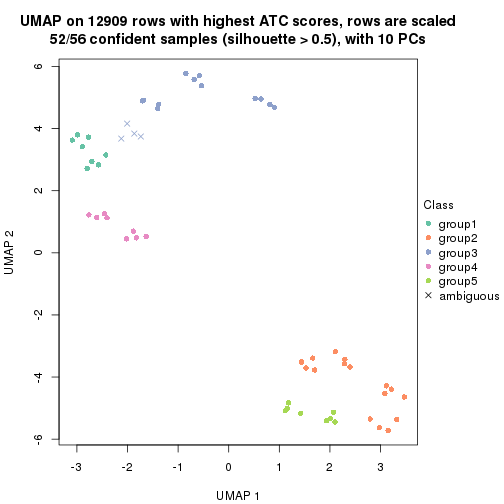 UMAP on 12909 rows with highest ATC scores, rows are scaled
52/56 confident samples (silhouette > 0.5), with 10 PCs
6
4
2
0
-2
-4
-6
UMAP 2
-3
-2
-1
0
1
2
3
UMAP 1
Class
group1
group2
group3
group4
group5
ambiguous